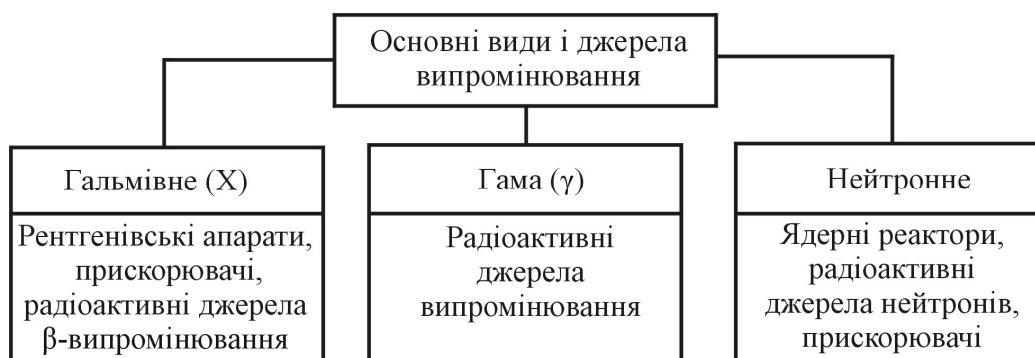 Основні види і джерела
випромінювання
Гальмівне (X)
Рентгенівські апарати,
прискорювачі,
радіоактивні джерела
β-випромінювання
Гама (γ)
Радіоактивні
джерела
випромінювання
Нейтронне
Ядерні реактори,
радіоактивні
джерела нейтронів,
прискорювачі